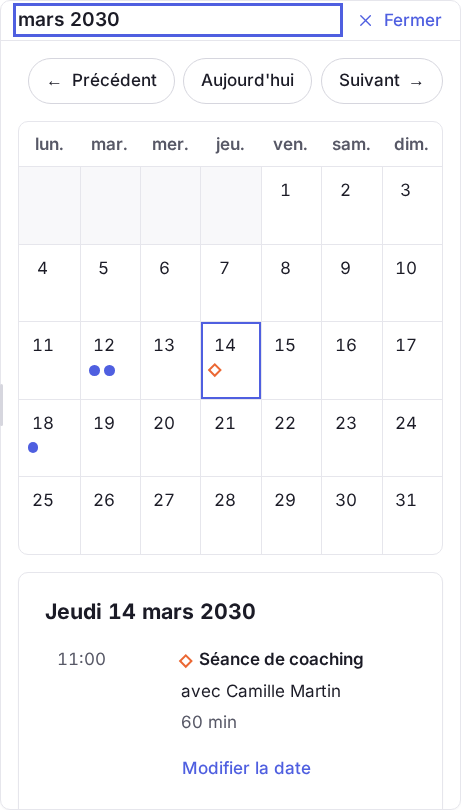 mars 2030
× Fermer
← Précédent Aujourd'hui Suivant →
lun. mar. mer. jeu. ven. sam. dim.
1 2 3
4 5 6 7 8 9 10
11 12 13 14 15 16 17
18 19 20 21 22 23 24
25 26 27 28 29 30 31
Jeudi 14 mars 2030
11:00 Séance de coaching
avec Camille Martin
60 min
Modifier la date